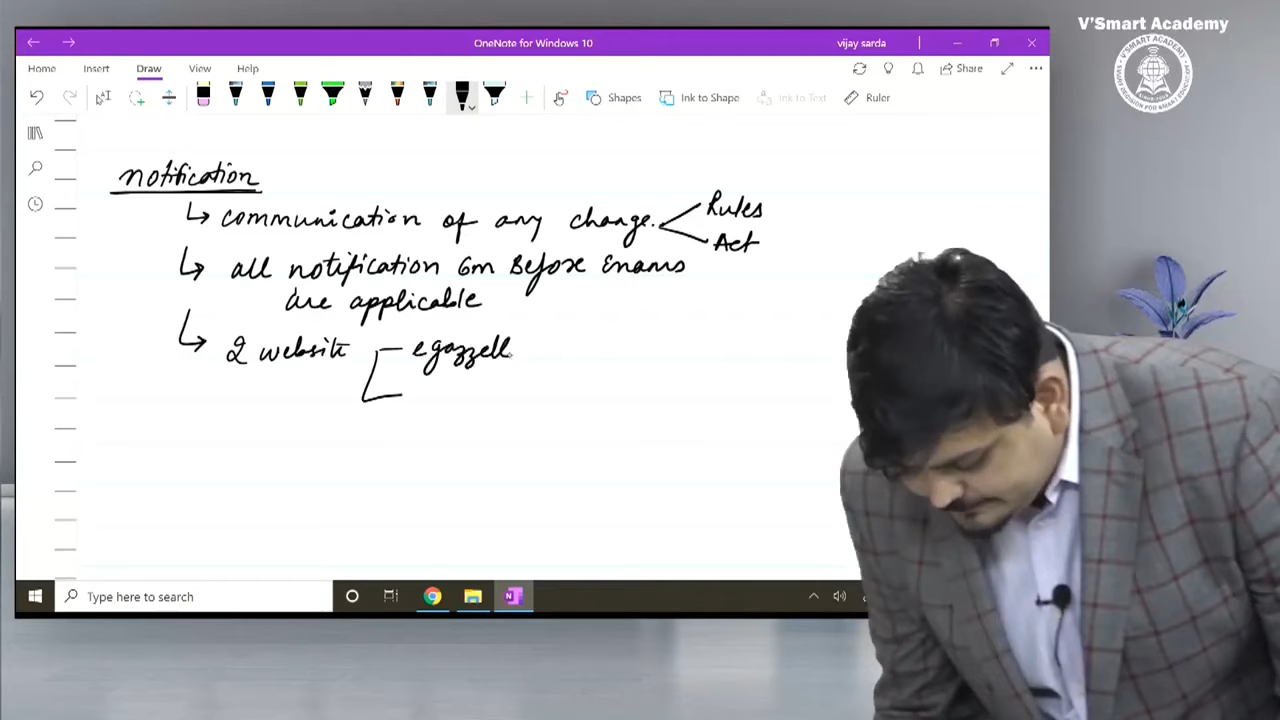 V'Smart Academy
OneNote for Windows 10
vijay sarda
Home Insert Draw View Help
Share
Shapes Ink to Shape Ink to Text Ruler
notification
communication of any change. Rules
Act
all notification 6m Before Exams
are applicable
2 website egazzett
Type here to search